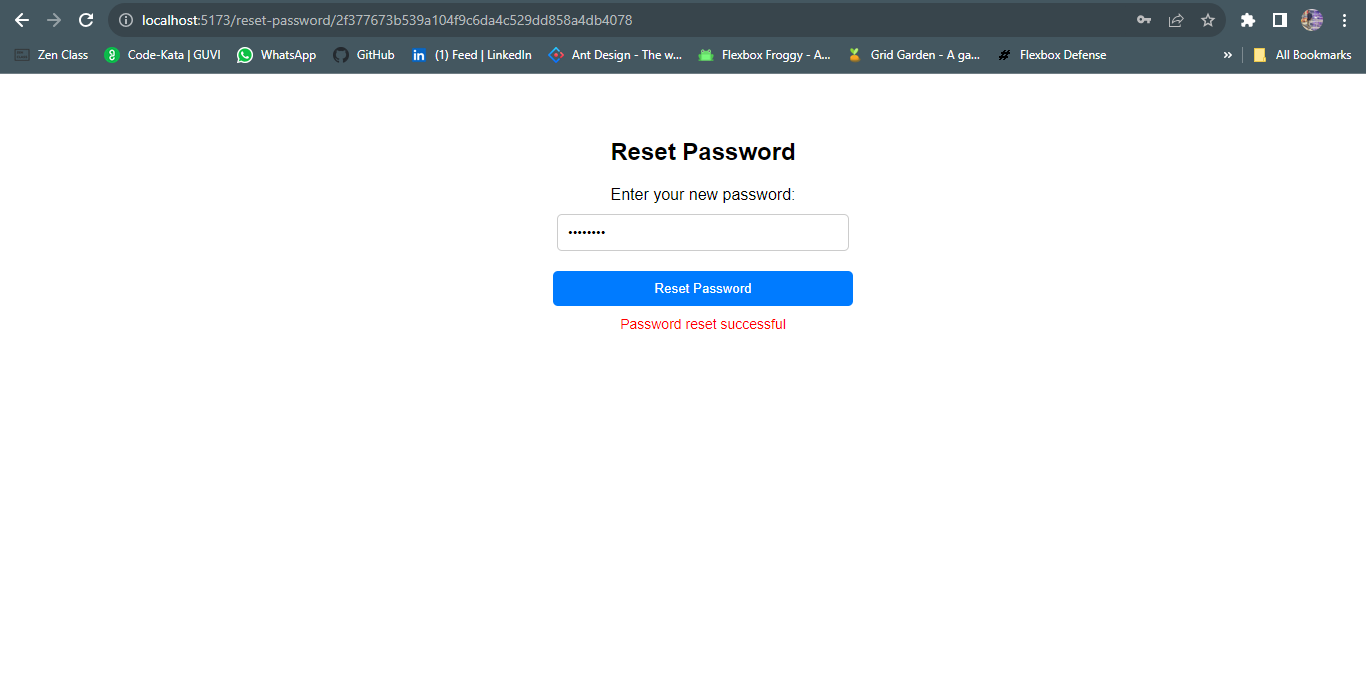 localhost:5173/reset-password/2f377673b539a104f9c6da4c529dd858a4db4078
Zen Class Code-Kata | GUVI WhatsApp GitHub (1) Feed | LinkedIn Ant Design - The w... Flexbox Froggy - A... Grid Garden - A ga... Flexbox Defense » All Bookmarks
Reset Password
Enter your new password:
••••••••
Reset Password
Password reset successful